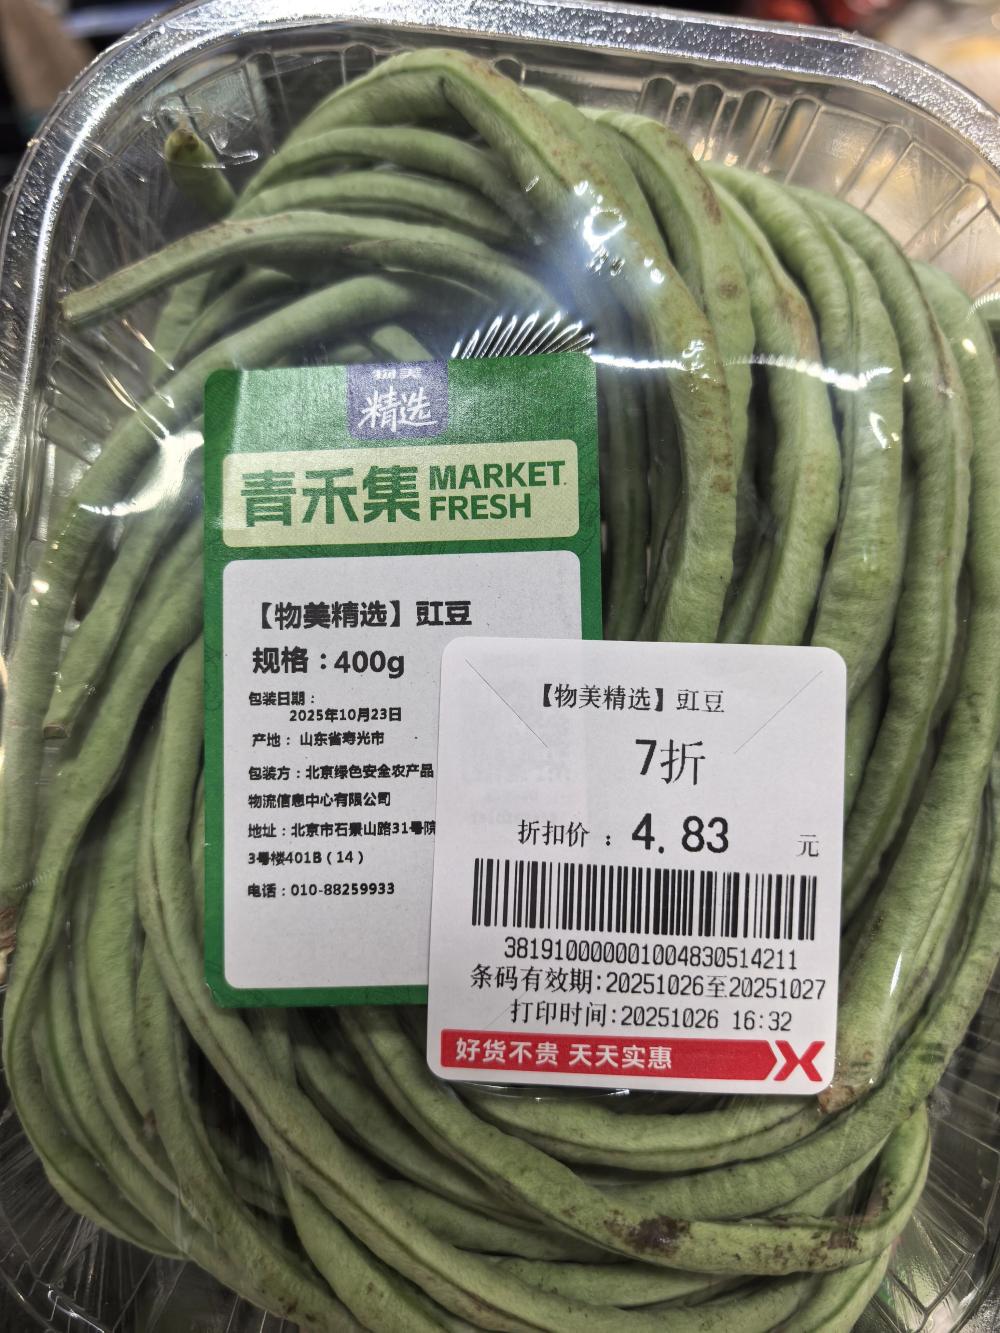 物美
精选
青禾集 MARKET
FRESH
【物美精选】豇豆
规格：400g
包装日期：
2025年10月23日
产地：山东省寿光市
包装方：北京绿色安全农产品
物流信息中心有限公司
地址：北京市石景山路31号院
3号楼401B（14）
电话：010-88259933
【物美精选】豇豆
7折
折扣价：4.83 元
381910000001004830514211
条码有效期:20251026至20251027
打印时间:20251026 16:32
好货不贵 天天实惠